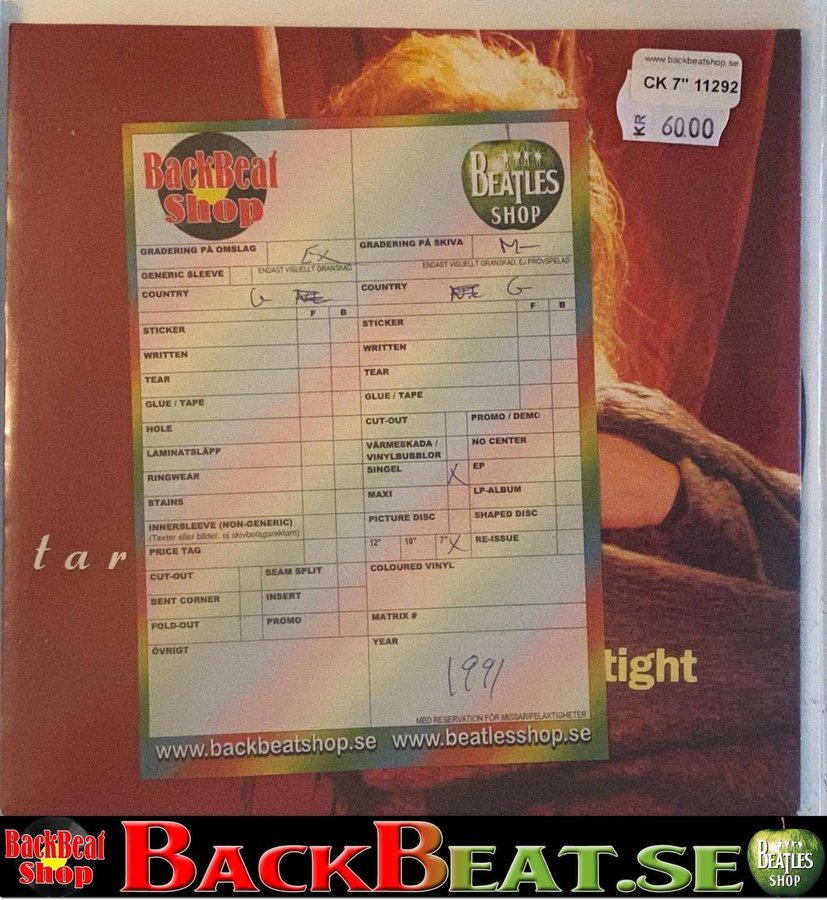 www.backbeatshop.se
CK 7" 11292
KR 6000
BackBeat
Shop
BEATLES
SHOP
GRADERING PÅ OMSLAG EX
GRADERING PÅ SKIVA M-
ENDAST VISUELLT GRANSKAD
ENDAST VISUELLT GRANSKAD, EJ PROVSPELAD
GENERIC SLEEVE
COUNTRY G
COUNTRY G
F B
F B
STICKER
STICKER
WRITTEN
WRITTEN
TEAR
TEAR
GLUE / TAPE
GLUE / TAPE
HOLE
CUT-OUT
PROMO / DEMO
LAMINATSLÄPP
VÄRMESKADA /
VINYLBUBBLOR
NO CENTER
RINGWEAR
SINGEL X
EP
STAINS
MAXI
LP-ALBUM
INNERSLEEVE (NON-GENERIC)
(Texter eller bilder, ej skivbolagsreklam)
PICTURE DISC
SHAPED DISC
PRICE TAG
12" 10" 7" X
RE-ISSUE
CUT-OUT
SEAM SPLIT
COLOURED VINYL
BENT CORNER
INSERT
FOLD-OUT
PROMO
MATRIX #
ÖVRIGT
YEAR
1991
MED RESERVATION FÖR MISSAR/FELAKTIGHETER
www.backbeatshop.se www.beatlesshop.se
tar
tight
BackBeat
Shop
BACKBEAT.SE
BEATLES
SHOP